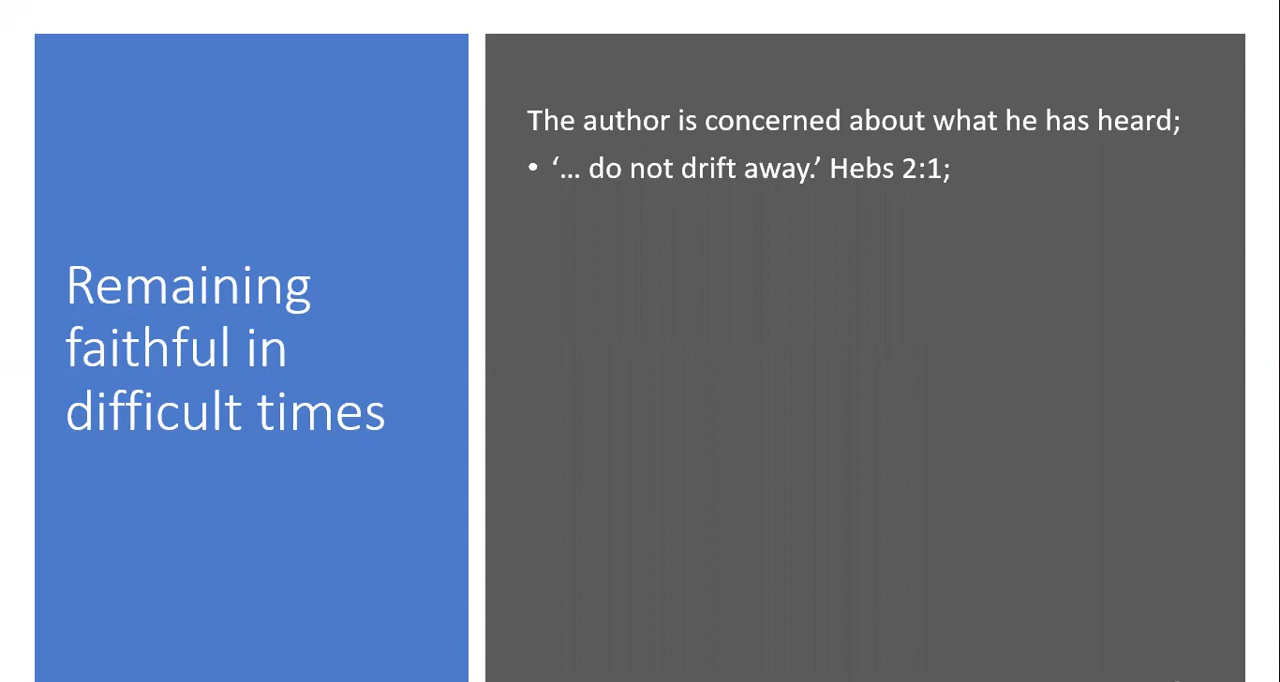 Remaining
faithful in
difficult times
The author is concerned about what he has heard;
• ‘… do not drift away.’ Hebs 2:1;